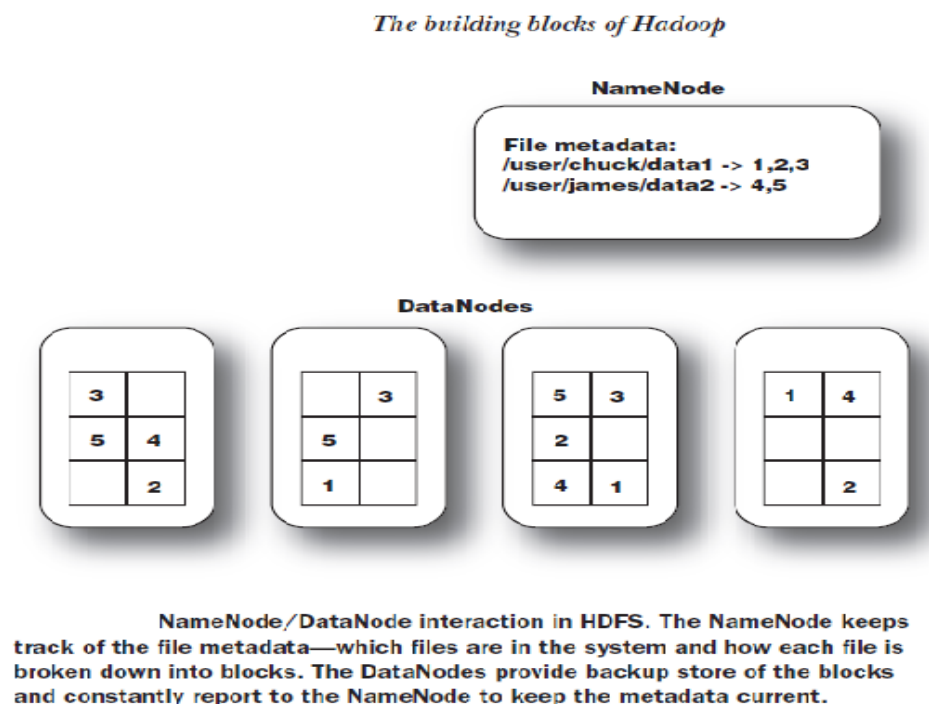 The building blocks of Hadoop
NameNode
File metadata:
/user/chuck/data1 -> 1,2,3
/user/james/data2 -> 4,5
DataNodes
3
5 4
2
3
5
1
5 3
2
4 1
1 4
2
NameNode/DataNode interaction in HDFS. The NameNode keeps
track of the file metadata—which files are in the system and how each file is
broken down into blocks. The DataNodes provide backup store of the blocks
and constantly report to the NameNode to keep the metadata current.